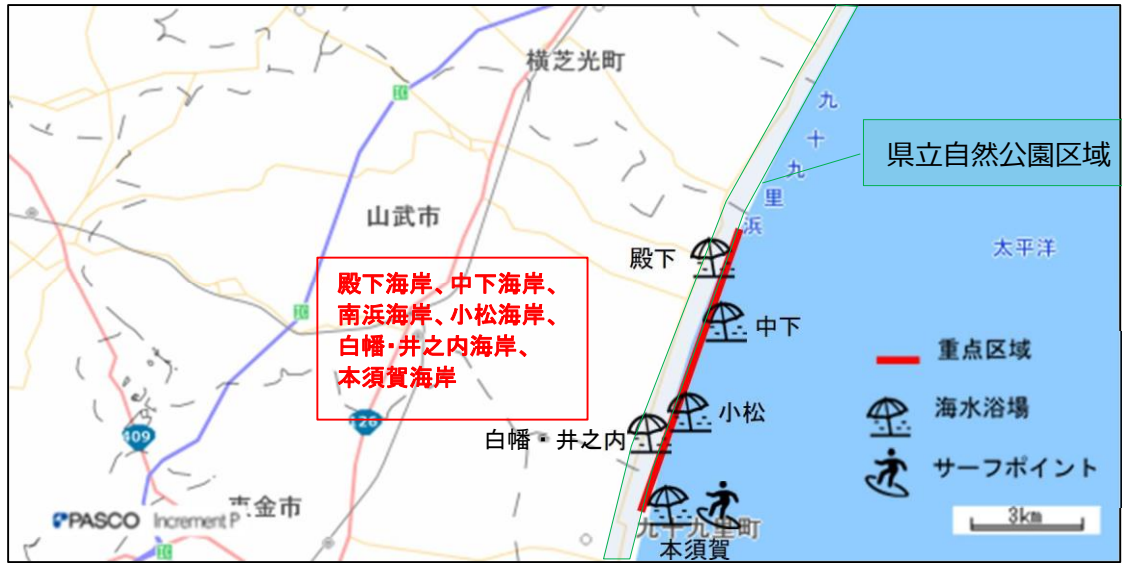 横芝光町
IC
九
十
九
里
浜
県立自然公園区域
山武市
太平洋
殿下
IC
殿下海岸、中下海岸、
南浜海岸、小松海岸、
白幡・井之内海岸、
本須賀海岸
中下
重点区域
小松
海水浴場
126
409
白幡・井之内
サーフポイント
東金市
PASCO Increment P
3km
九十九里町
本須賀
IC